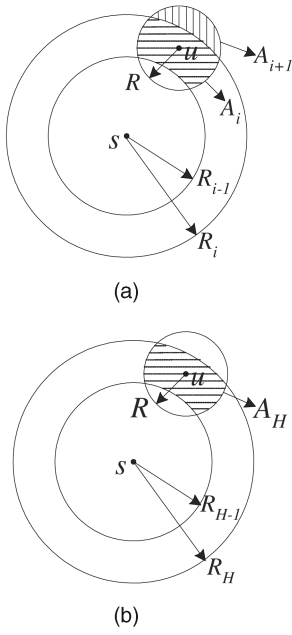 u
A_{i+1}
R
A_i
s
R_{i-1}
R_i
(a)
u
R
A_H
s
R_{H-1}
R_H
(b)